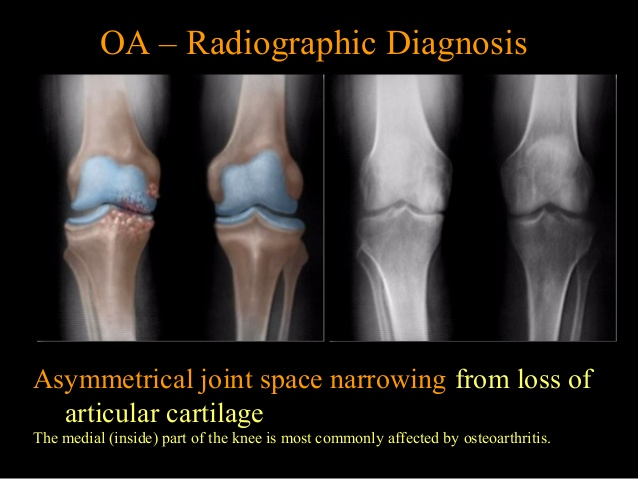 OA – Radiographic Diagnosis
Asymmetrical joint space narrowing from loss of
articular cartilage
The medial (inside) part of the knee is most commonly affected by osteoarthritis.